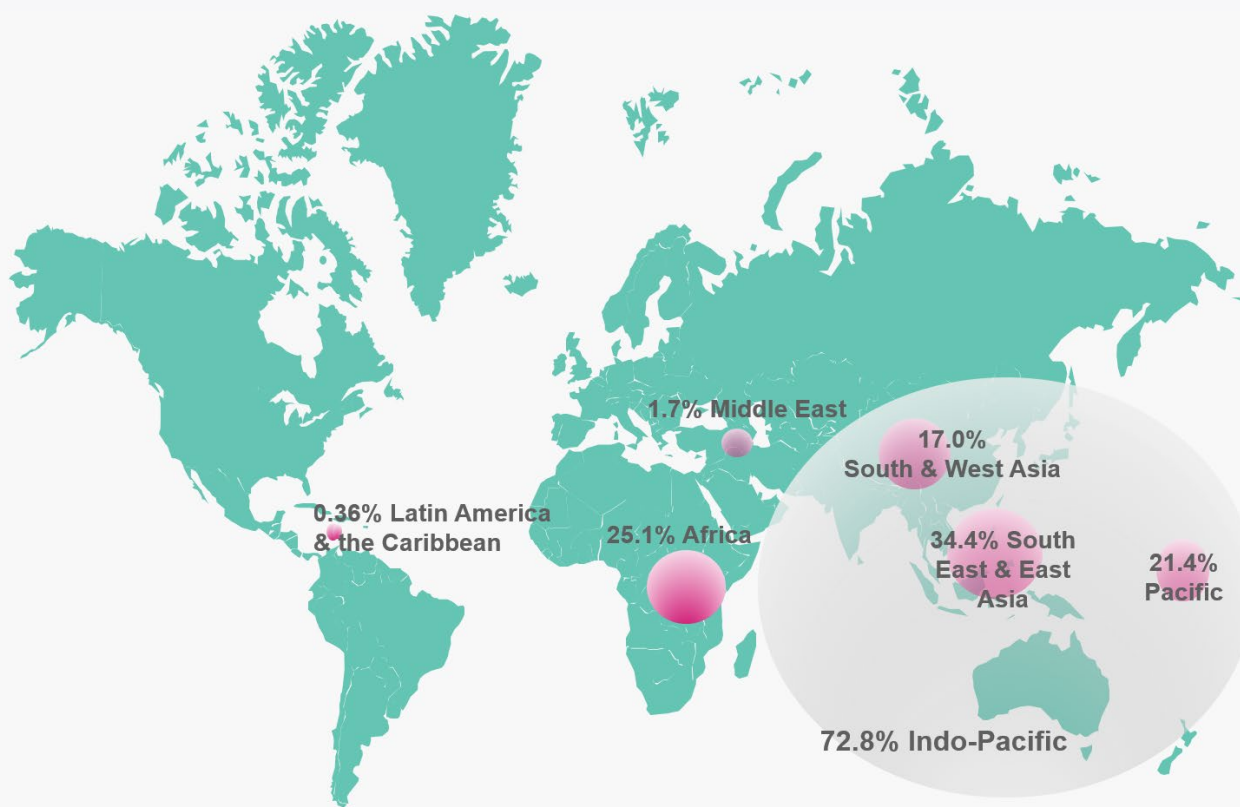 1.7% Middle East
17.0%
South & West Asia
0.36% Latin America
& the Caribbean
25.1% Africa
34.4% South
East & East
Asia
21.4%
Pacific
72.8% Indo-Pacific